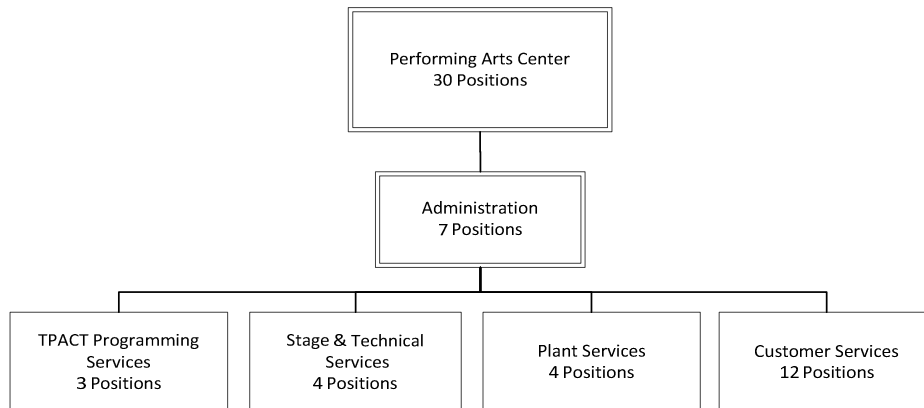 Performing Arts Center
30 Positions
Administration
7 Positions
TPACT Programming
Services
3 Positions
Stage & Technical
Services
4 Positions
Plant Services
4 Positions
Customer Services
12 Positions